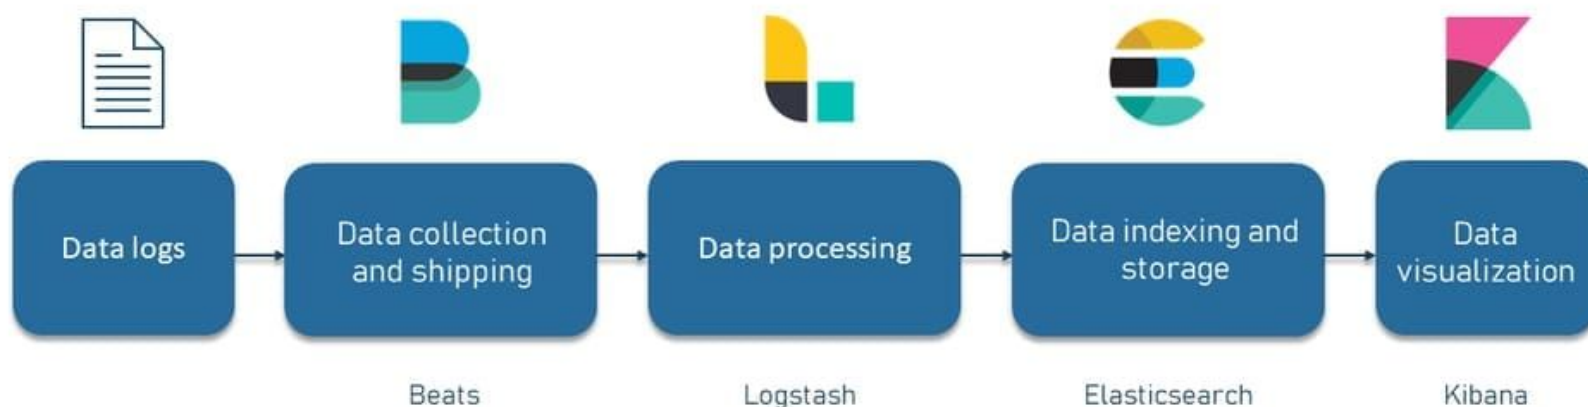 Data logs
Data collection
and shipping
Data processing
Data indexing and
storage
Data
visualization
Beats
Logstash
Elasticsearch
Kibana